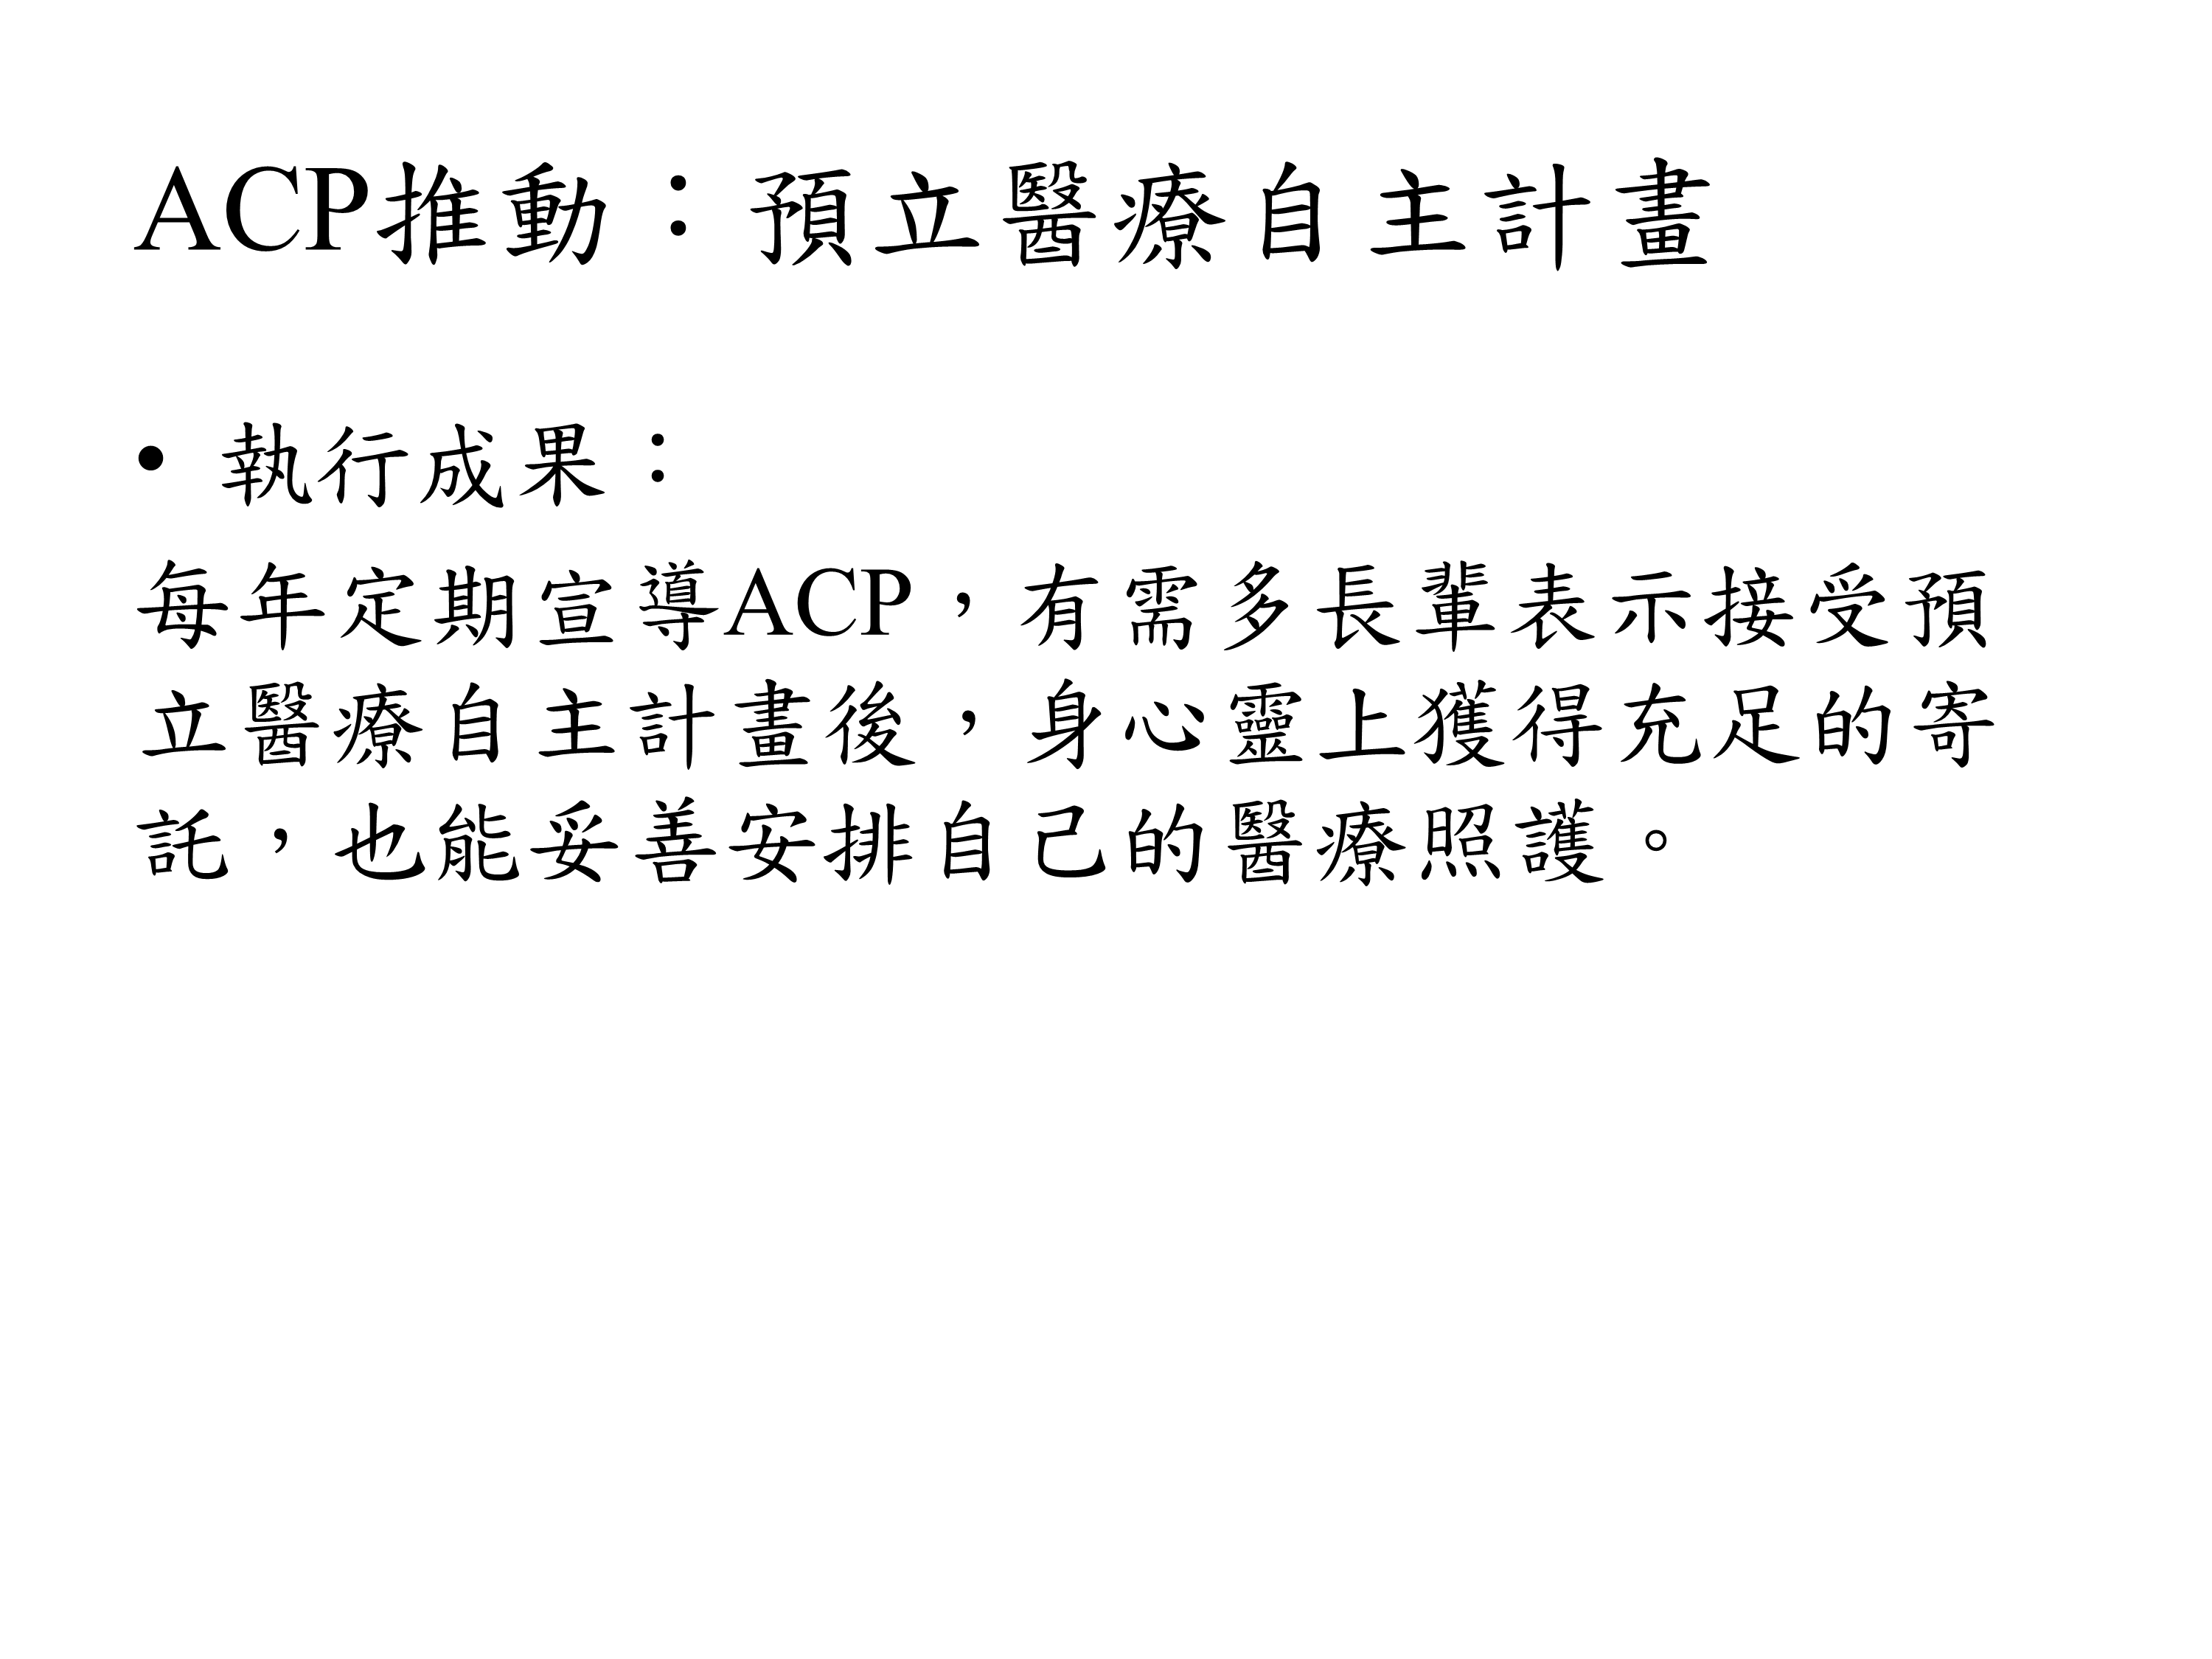 ACP推動：預立醫療自主計畫
• 執行成果：
每年定期宣導ACP，有需多長輩表示接受預
立醫療自主計畫後，身心靈上獲得充足的寄
託，也能妥善安排自己的醫療照護。